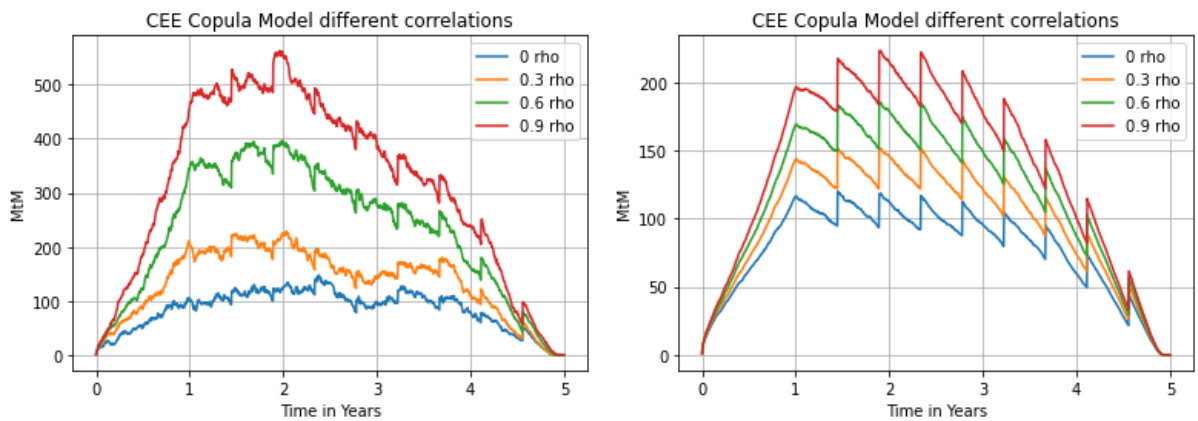 CEE Copula Model different correlations
500
400
300
200
100
0
MtM
0 rho
0.3 rho
0.6 rho
0.9 rho
0 1 2 3 4 5
Time in Years
CEE Copula Model different correlations
200
150
100
50
0
MtM
0 rho
0.3 rho
0.6 rho
0.9 rho
0 1 2 3 4 5
Time in Years